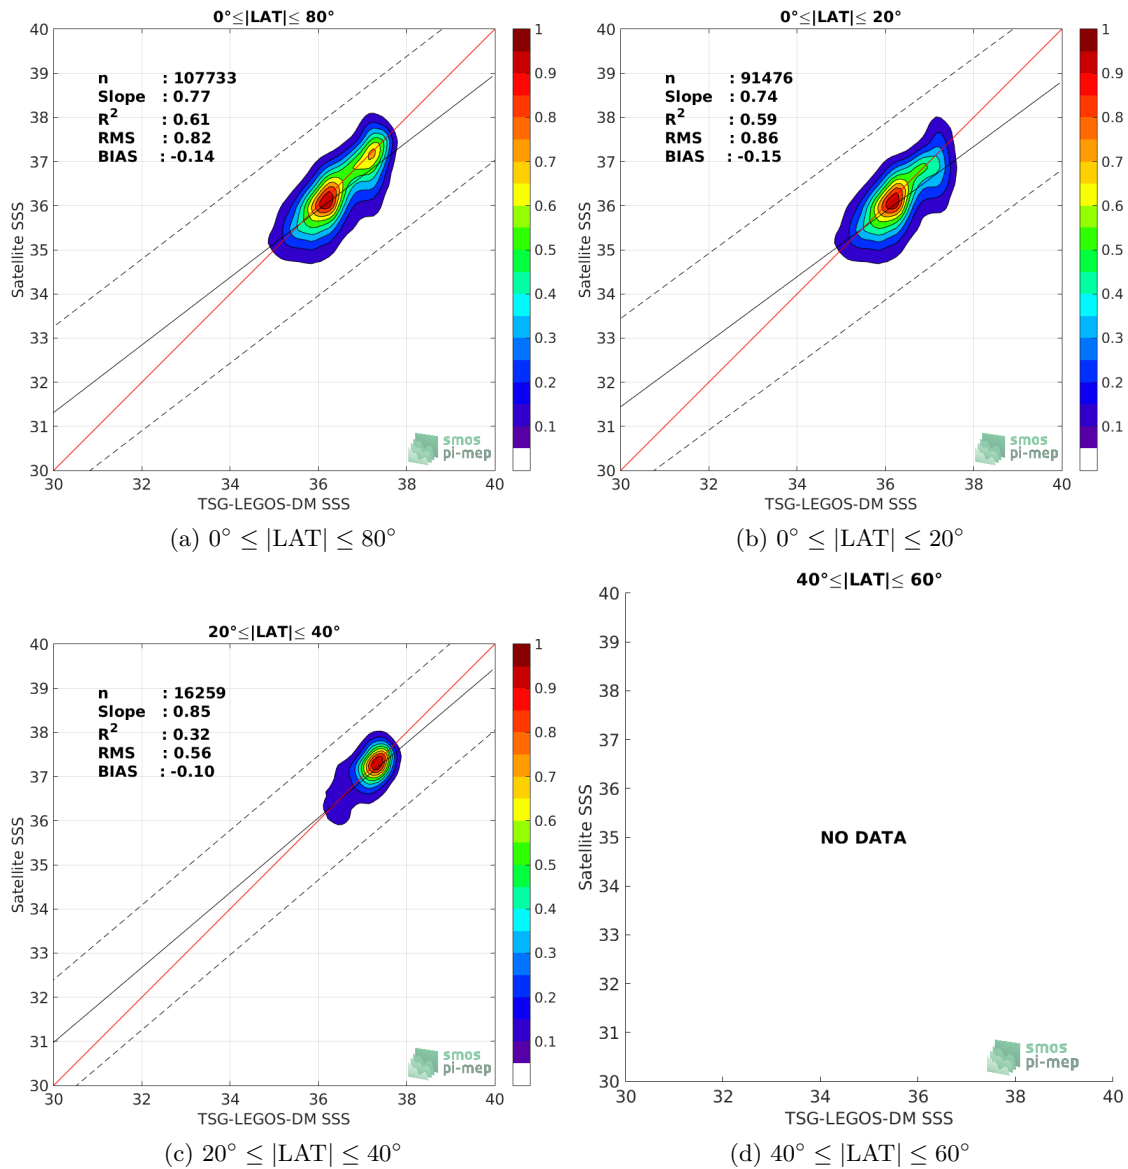 0°≤|LAT|≤ 80°
40
39
38
37
36
35
34
33
32
31
30
Satellite SSS
n : 107733
Slope : 0.77
R² : 0.61
RMS : 0.82
BIAS : -0.14
smos
pi-mep
30 32 34 36 38 40
TSG-LEGOS-DM SSS
1
0.9
0.8
0.7
0.6
0.5
0.4
0.3
0.2
0.1
(a) 0° ≤ |LAT| ≤ 80°
0°≤|LAT|≤ 20°
40
39
38
37
36
35
34
33
32
31
30
Satellite SSS
n : 91476
Slope : 0.74
R² : 0.59
RMS : 0.86
BIAS : -0.15
smos
pi-mep
30 32 34 36 38 40
TSG-LEGOS-DM SSS
1
0.9
0.8
0.7
0.6
0.5
0.4
0.3
0.2
0.1
(b) 0° ≤ |LAT| ≤ 20°
20°≤|LAT|≤ 40°
40
39
38
37
36
35
34
33
32
31
30
Satellite SSS
n : 16259
Slope : 0.85
R² : 0.32
RMS : 0.56
BIAS : -0.10
smos
pi-mep
30 32 34 36 38 40
TSG-LEGOS-DM SSS
1
0.9
0.8
0.7
0.6
0.5
0.4
0.3
0.2
0.1
(c) 20° ≤ |LAT| ≤ 40°
40°≤|LAT|≤ 60°
40
39
38
37
36
35
34
33
32
31
30
Satellite SSS
NO DATA
smos
pi-mep
30 32 34 36 38 40
TSG-LEGOS-DM SSS
(d) 40° ≤ |LAT| ≤ 60°